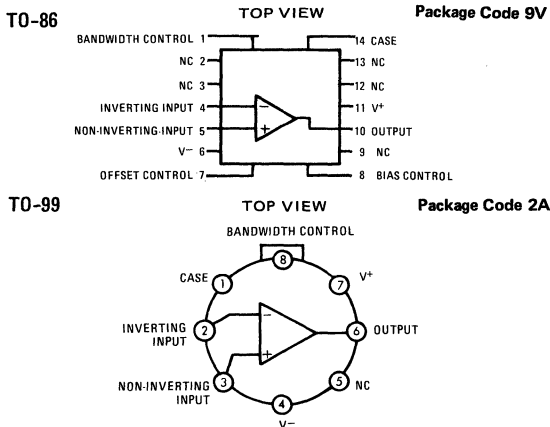 TO-86 TOP VIEW Package Code 9V
BANDWIDTH CONTROL 1 14 CASE
NC 2 13 NC
NC 3 12 NC
INVERTING INPUT 4 − 11 V+
NON-INVERTING INPUT 5 + 10 OUTPUT
V− 6 9 NC
OFFSET CONTROL 7 8 BIAS CONTROL
TO-99 TOP VIEW Package Code 2A
BANDWIDTH CONTROL
8
CASE 1 7 V+
INVERTING
INPUT 2 − 6 OUTPUT
NON-INVERTING
INPUT 3 + 5 NC
4
V−